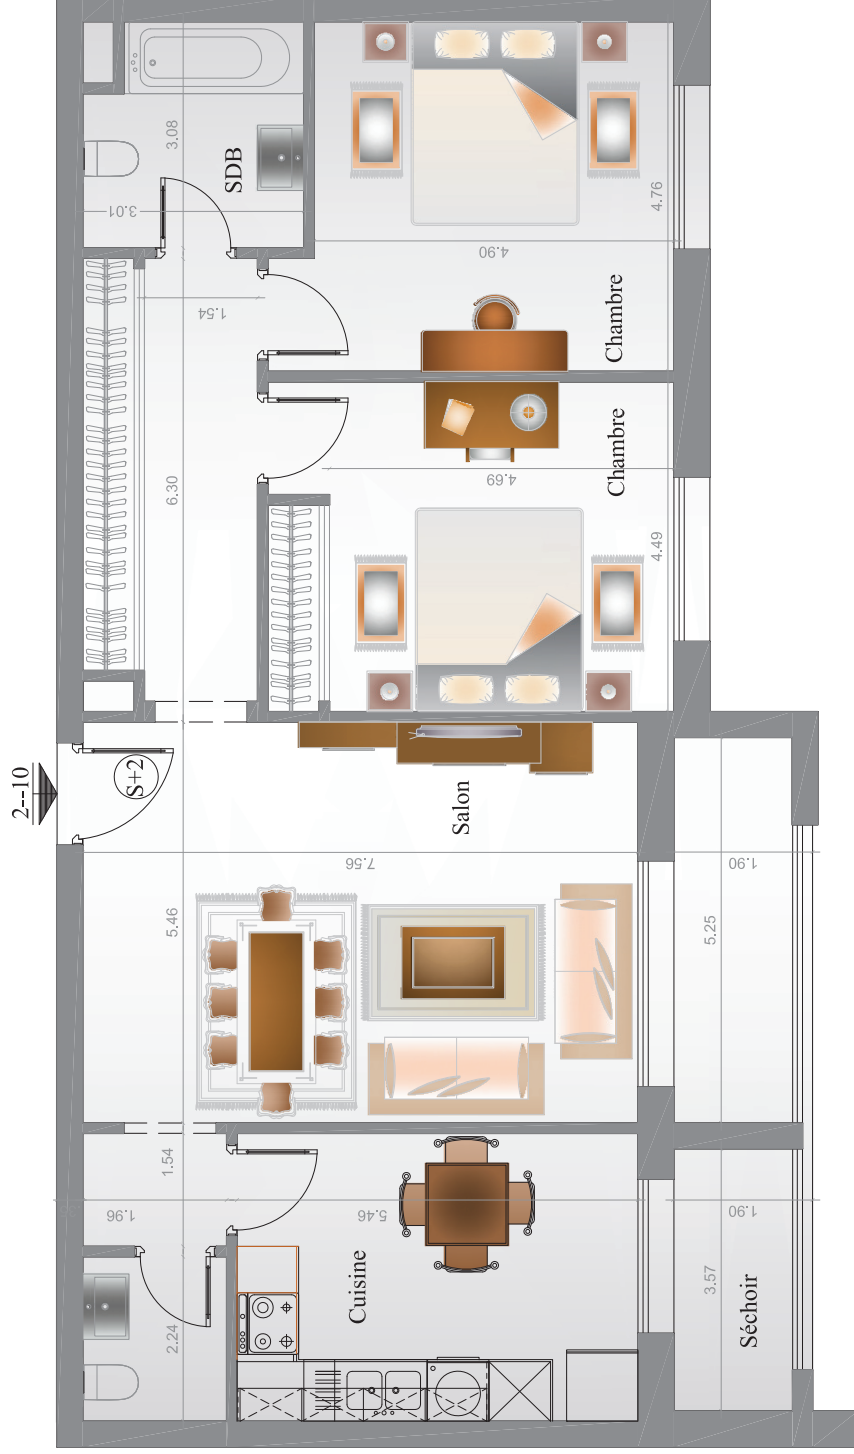 3.08
SDB
3.01
4.76
4.90
1.54
Chambre
6.30
Chambre
4.69
4.49
2--10
S+2
Salon
7.56
1.90
5.46
5.25
1.54
1.96
5.46
1.90
Cuisine
3.57
Séchoir
2.24